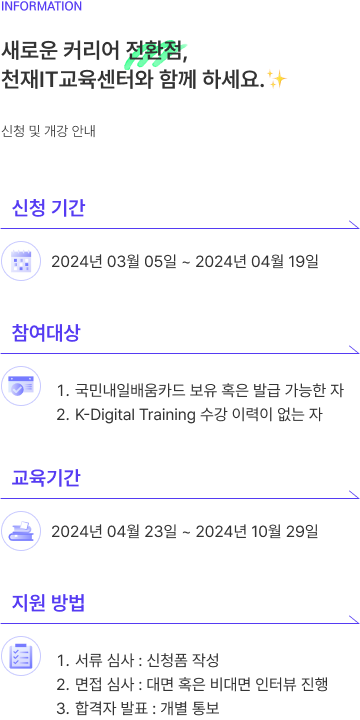 INFORMATION
새로운 커리어 전환점,
천재IT교육센터와 함께 하세요.✨
신청 및 개강 안내
신청 기간
2024년 03월 05일 ~ 2024년 04월 19일
참여대상
1. 국민내일배움카드 보유 혹은 발급 가능한 자
2. K-Digital Training 수강 이력이 없는 자
교육기간
2024년 04월 23일 ~ 2024년 10월 29일
지원 방법
1. 서류 심사 : 신청폼 작성
2. 면접 심사 : 대면 혹은 비대면 인터뷰 진행
3. 합격자 발표 : 개별 통보